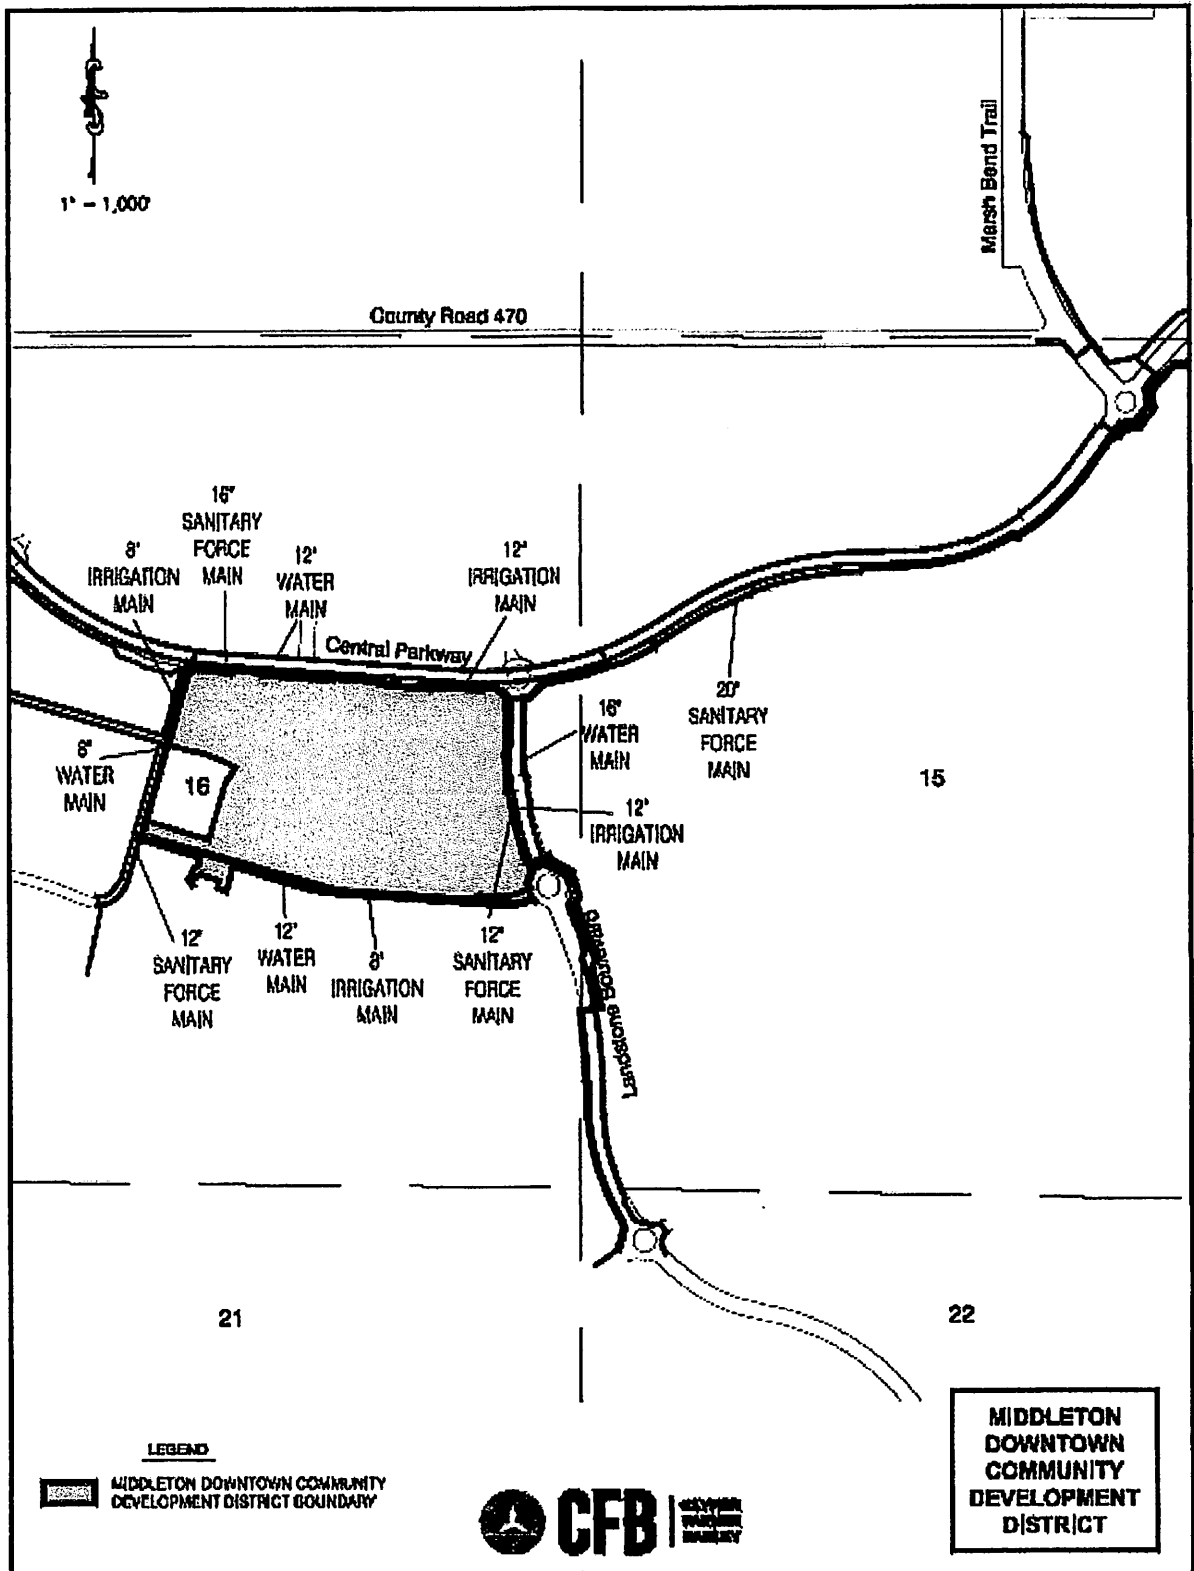 1" - 1,000'
Marsh Bend Trail
County Road 470
16"
SANITARY
FORCE
MAIN
8"
IRRIGATION
MAIN
12"
WATER
MAIN
12"
IRRIGATION
MAIN
Central Parkway
20"
SANITARY
FORCE
MAIN
16"
WATER
MAIN
15
8"
WATER
MAIN
16
12"
IRRIGATION
MAIN
12"
SANITARY
FORCE
MAIN
12"
WATER
MAIN
8"
IRRIGATION
MAIN
12"
SANITARY
FORCE
MAIN
Landstone Boulevard
21
22
LEGEND
MIDDLETON DOWNTOWN COMMUNITY
DEVELOPMENT DISTRICT BOUNDARY
CFB
MIDDLETON
DOWNTOWN
COMMUNITY
DEVELOPMENT
DISTRICT